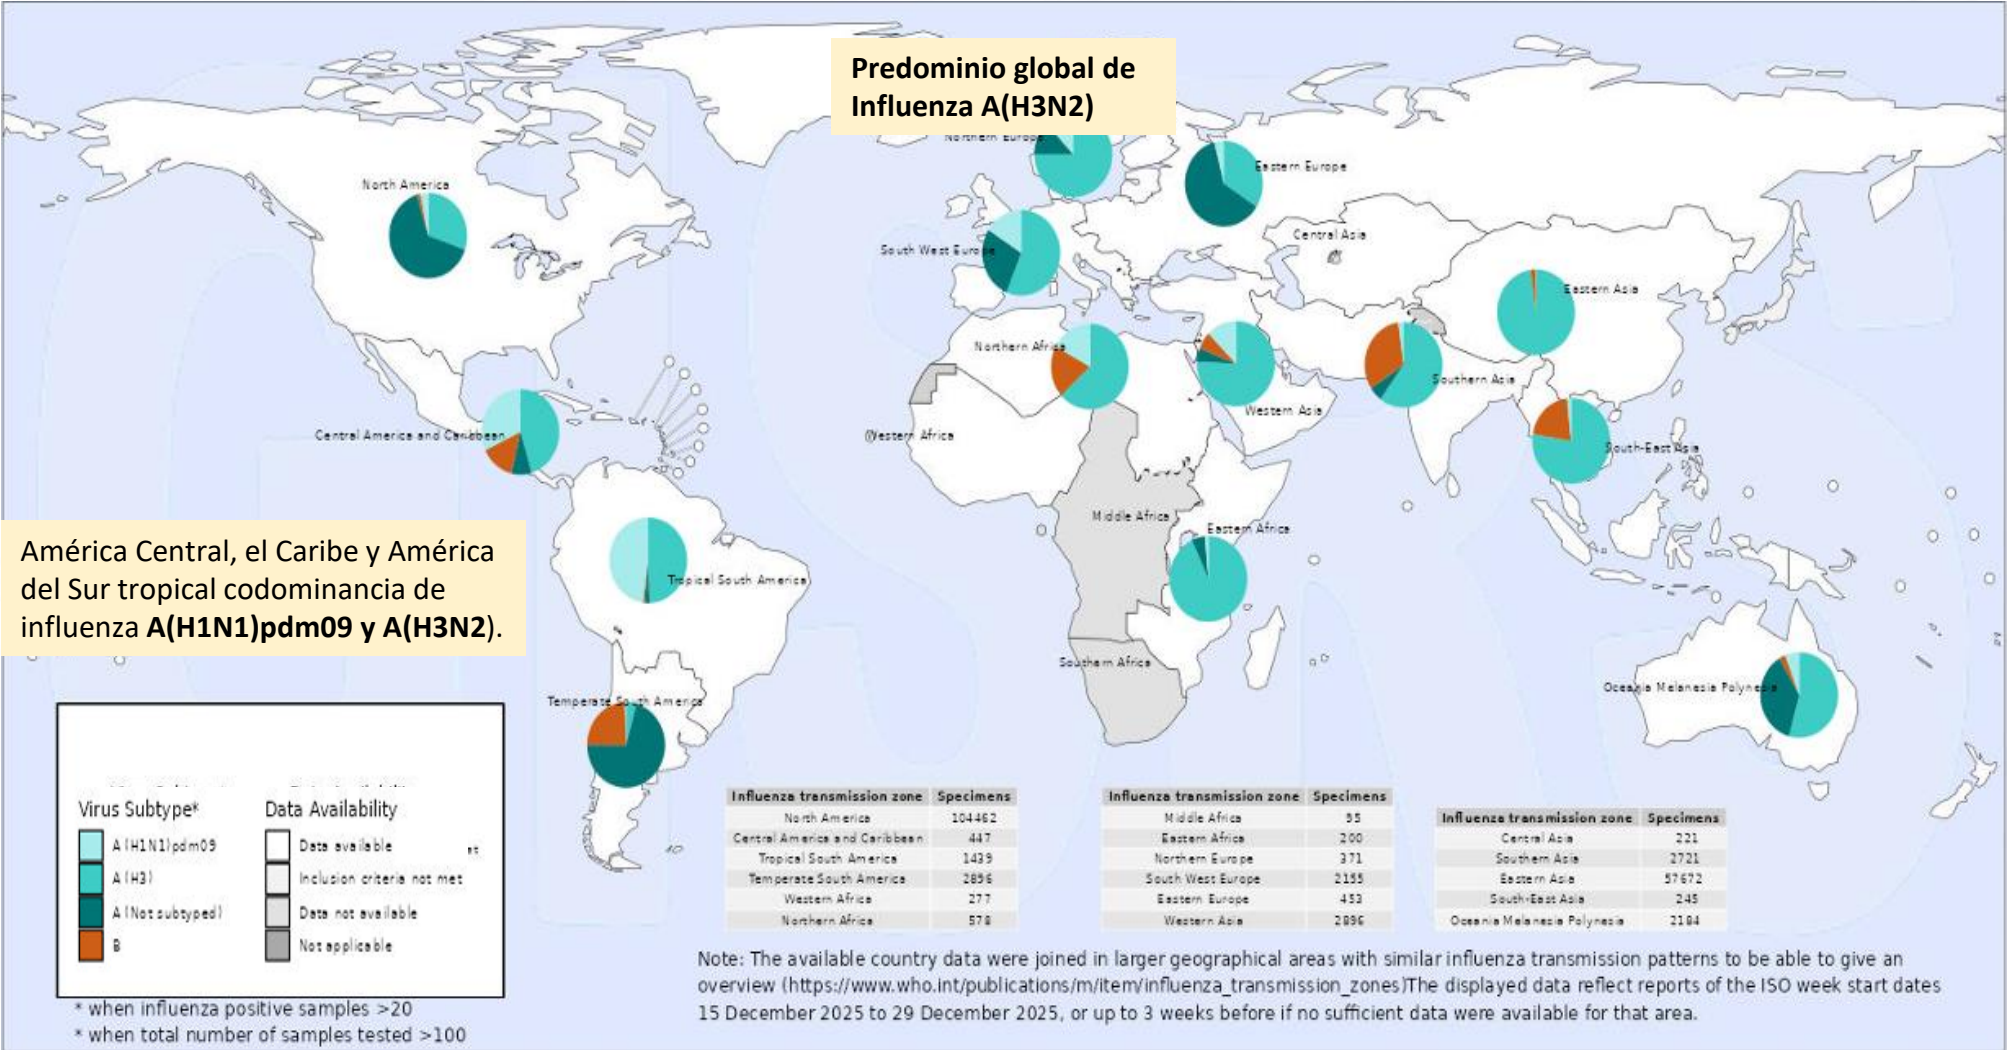 Predominio global de
Influenza A(H3N2)
Northern Europe
Eastern Europe
North America
Central Asia
South West Europe
Eastern Asia
Northern Africa
Southern Asia
Western Asia
Central America and Caribbean
Western Africa
South-East Asia
Middle Africa
Eastern Africa
América Central, el Caribe y América
del Sur tropical codominancia de
influenza A(H1N1)pdm09 y A(H3N2).
Tropical South America
Southern Africa
Oceania Melanesia Polynesia
Temperate South America
Virus Subtype*
A(H1N1)pdm09
A(H3)
A(Not subtyped)
B
Data Availability
Data available
Inclusion criteria not met
Data not available
Not applicable
* when influenza positive samples >20
* when total number of samples tested >100
Influenza transmission zone Specimens
North America 104462
Central America and Caribbean 447
Tropical South America 1439
Temperate South America 2896
Western Africa 277
Northern Africa 578
Influenza transmission zone Specimens
Middle Africa 95
Eastern Africa 200
Northern Europe 371
South West Europe 2155
Eastern Europe 453
Western Asia 2896
Influenza transmission zone Specimens
Central Asia 221
Southern Asia 2721
Eastern Asia 57672
South-East Asia 245
Oceania Melanesia Polynesia 2184
Note: The available country data were joined in larger geographical areas with similar influenza transmission patterns to be able to give an
overview (https://www.who.int/publications/m/item/influenza_transmission_zones)The displayed data reflect reports of the ISO week start dates
15 December 2025 to 29 December 2025, or up to 3 weeks before if no sufficient data were available for that area.